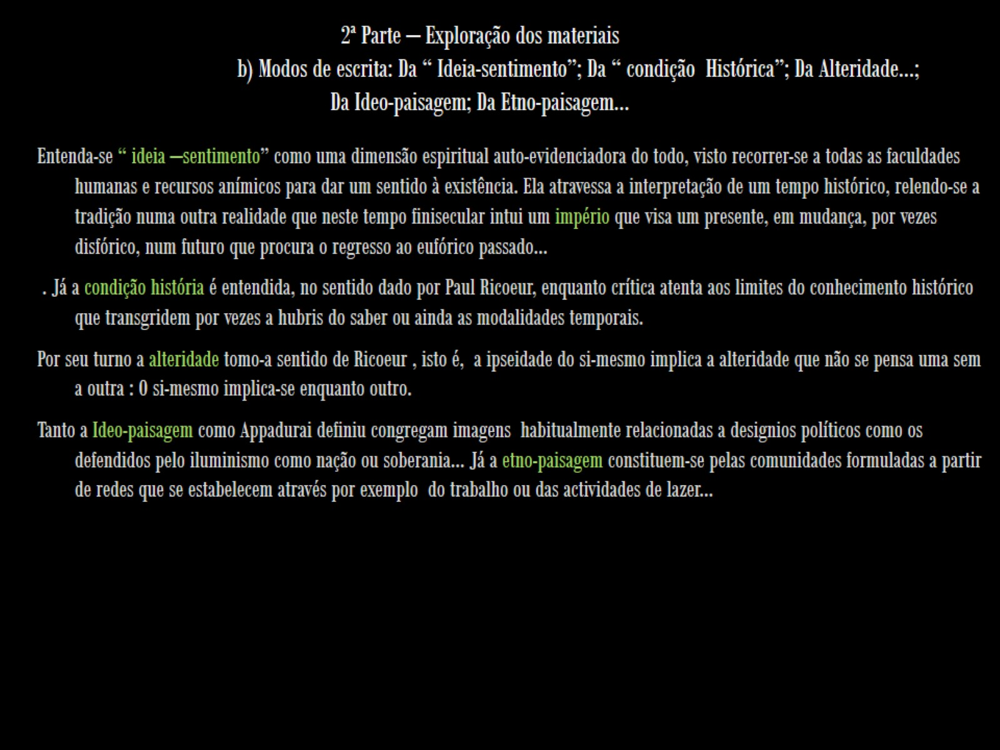 2ª Parte – Exploração dos materiais
b) Modos de escrita: Da “ Ideia-sentimento”; Da “ condição  Histórica”; Da Alteridade...;
Da Ideo-paisagem; Da Etno-paisagem...
Entenda-se “ ideia –sentimento” como uma dimensão espiritual auto-evidenciadora do todo, visto recorrer-se a todas as faculdades
humanas e recursos anímicos para dar um sentido à existência. Ela atravessa a interpretação de um tempo histórico, relendo-se a
tradição numa outra realidade que neste tempo finisecular intui um império que visa um presente, em mudança, por vezes
disfórico, num futuro que procura o regresso ao eufórico passado...
. Já a condição história é entendida, no sentido dado por Paul Ricoeur, enquanto crítica atenta aos limites do conhecimento histórico
que transgridem por vezes a hubris do saber ou ainda as modalidades temporais.
Por seu turno a alteridade tomo-a sentido de Ricoeur , isto é,  a ipseidade do si-mesmo implica a alteridade que não se pensa uma sem
a outra : O si-mesmo implica-se enquanto outro.
Tanto a Ideo-paisagem como Appadurai definiu congregam imagens  habitualmente relacionadas a designios políticos como os
defendidos pelo iluminismo como nação ou soberania... Já a etno-paisagem constituem-se pelas comunidades formuladas a partir
de redes que se estabelecem através por exemplo  do trabalho ou das actividades de lazer...